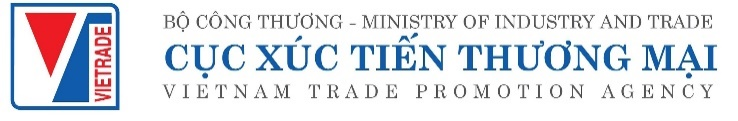 VIETRADE
BỘ CÔNG THƯƠNG - MINISTRY OF INDUSTRY AND TRADE
CỤC XÚC TIẾN THƯƠNG MẠI
VIETNAM TRADE PROMOTION AGENCY